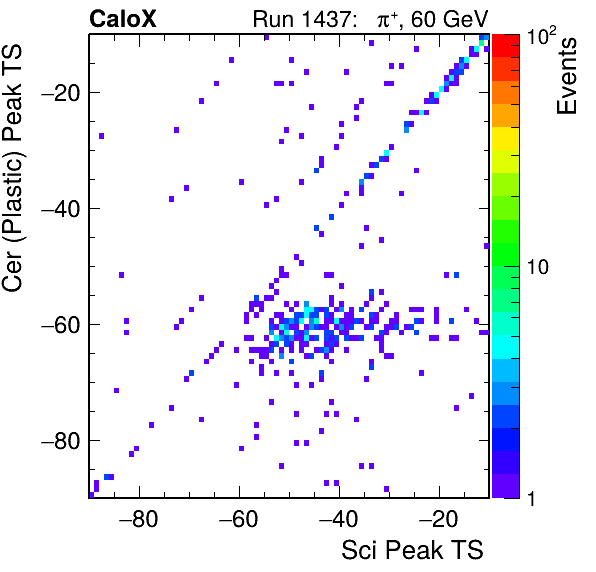 CaloX Run 1437: π⁺, 60 GeV
Cer (Plastic) Peak TS
−20
−40
−60
−80
−80 −60 −40 −20
Sci Peak TS
10²
10
1
Events